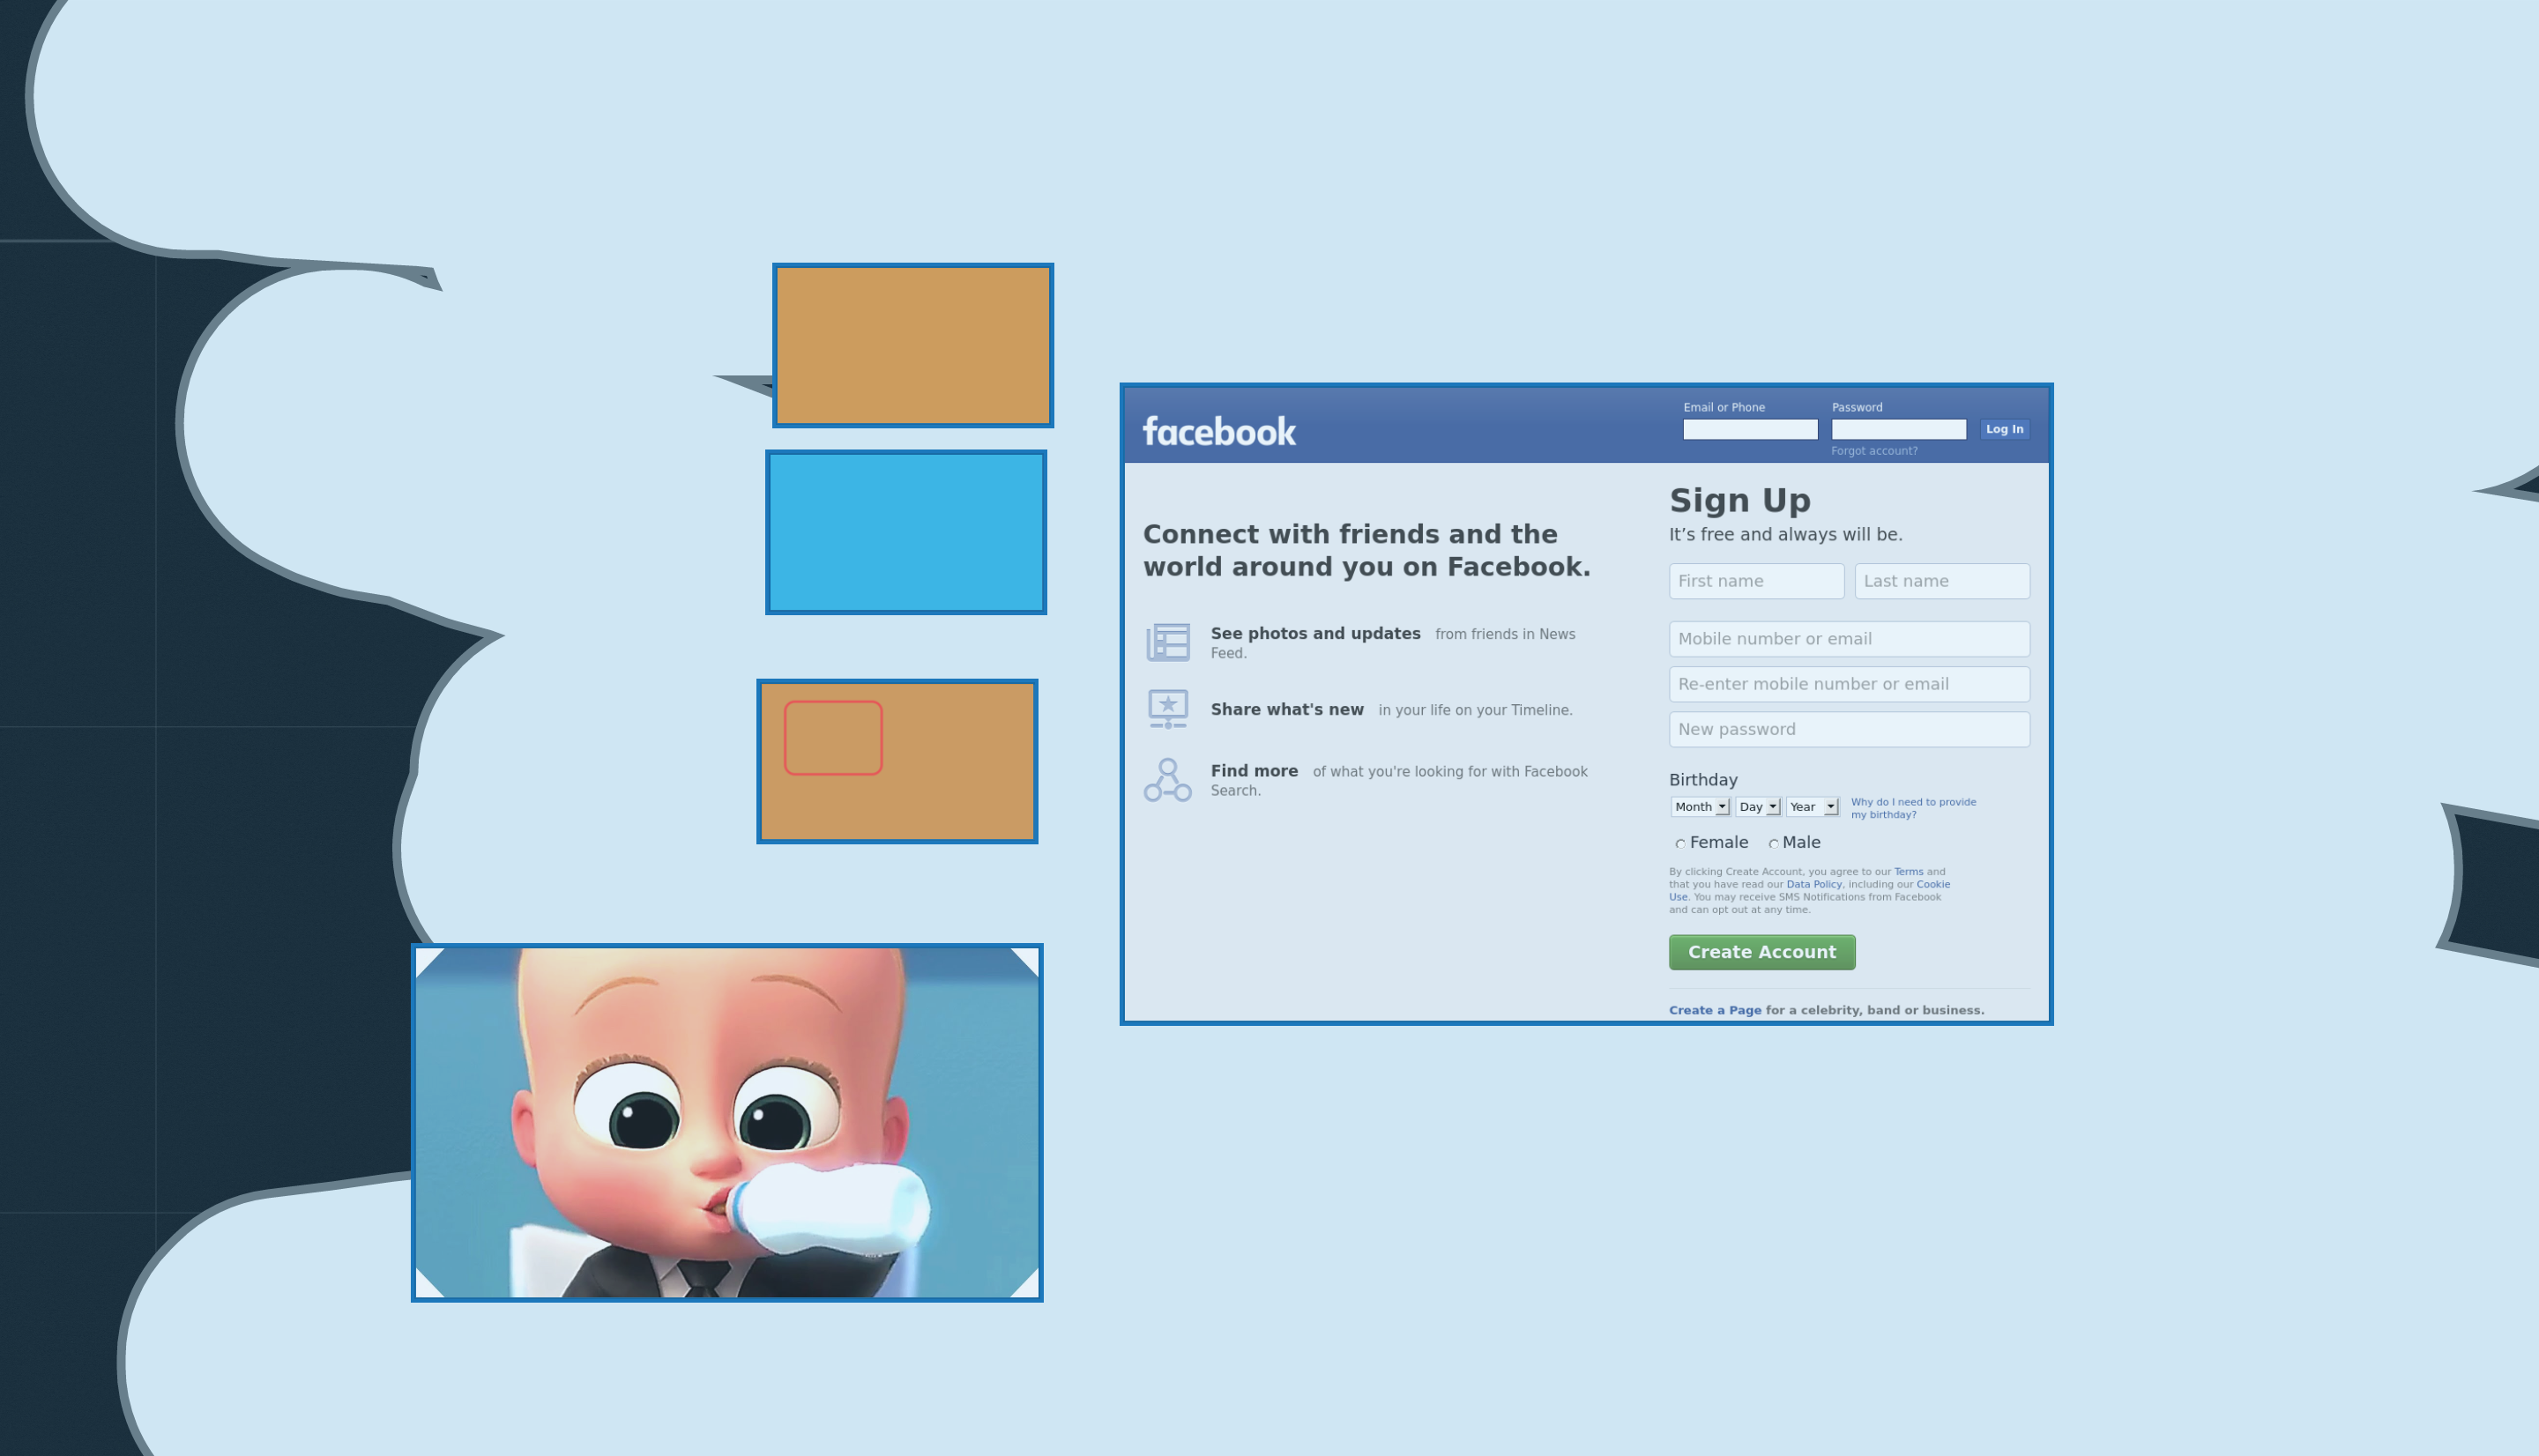 facebook
Email or Phone
Password
Log In
Forgot account?
Connect with friends and the
world around you on Facebook.
See photos and updates from friends in News
Feed.
Share what's new in your life on your Timeline.
Find more of what you're looking for with Facebook
Search.
Sign Up
It’s free and always will be.
First name
Last name
Mobile number or email
Re-enter mobile number or email
New password
Birthday
Month
Day
Year
Why do I need to provide
my birthday?
Female
Male
By clicking Create Account, you agree to our Terms and
that you have read our Data Policy, including our Cookie
Use. You may receive SMS Notifications from Facebook
and can opt out at any time.
Create Account
Create a Page for a celebrity, band or business.